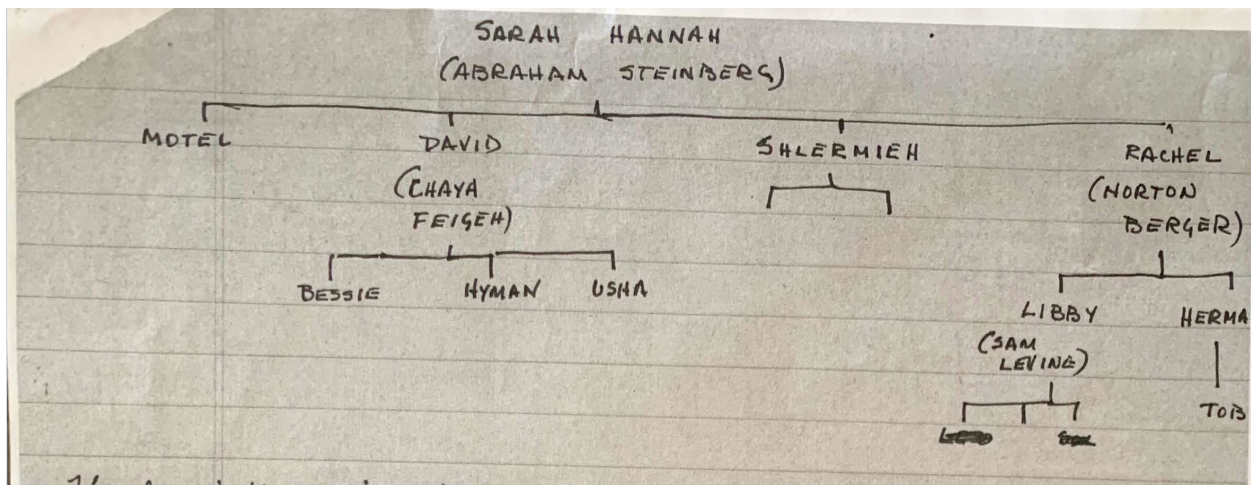 SARAH HANNAH
(ABRAHAM STEINBERG)
MOTEL DAVID SHLERMIEH RACHEL
(CHAYA FEIGEH) (NORTON BERGER)
BESSIE HYMAN USHA
LIBBY HERMA
(SAM LEVINE)
TOB